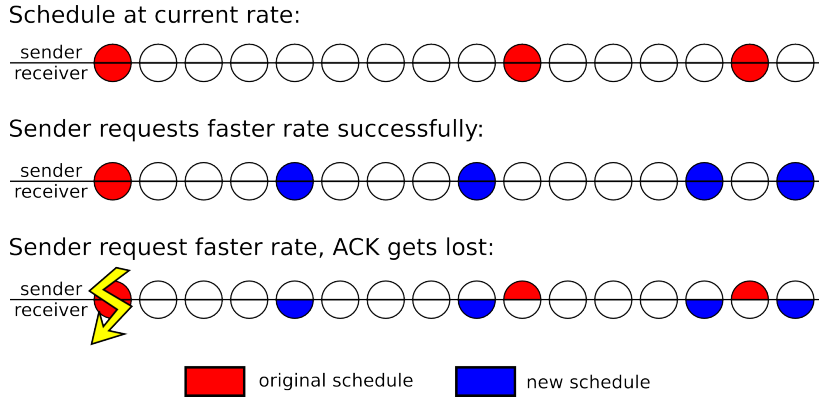 Schedule at current rate:
sender
receiver
Sender requests faster rate successfully:
sender
receiver
Sender request faster rate, ACK gets lost:
sender
receiver
original schedule
new schedule